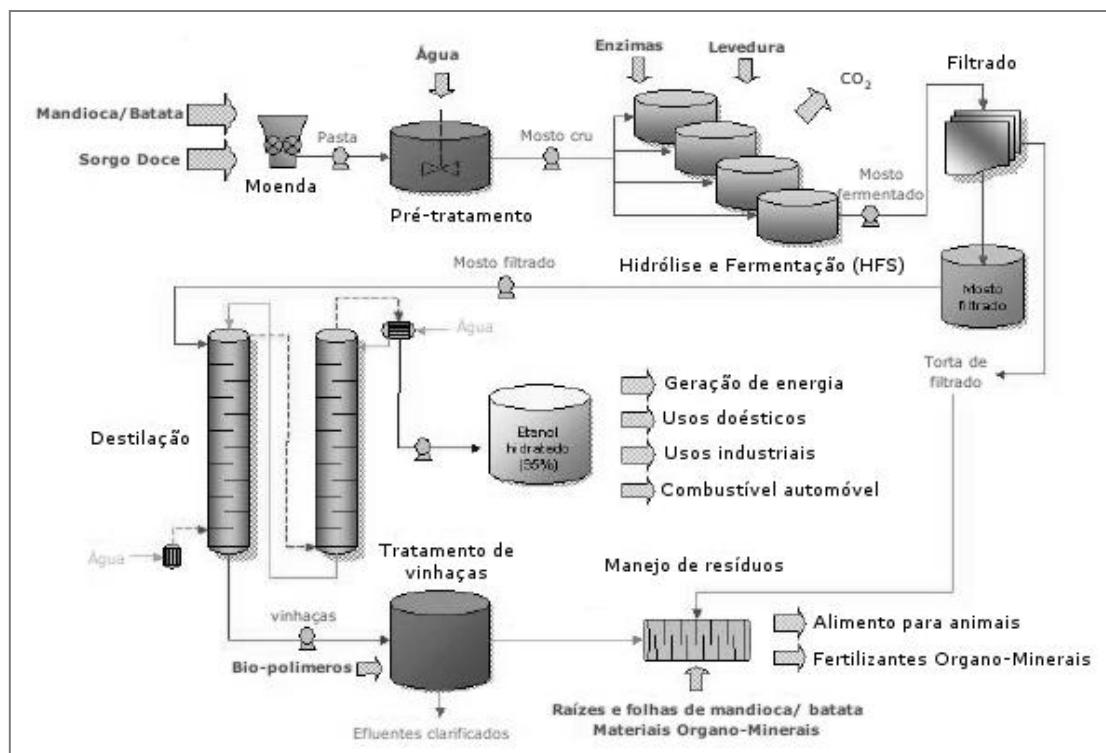 Enzimas
Levedura
Água
CO2
Filtrado
Mandioca/Batata
Pasta
Mosto cru
Sorgo Doce
Moenda
Mosto
fermentado
Pré-tratamento
Hidrólise e Fermentação (HFS)
Mosto filtrado
Mosto
filtrado
Água
Torta de
filtrado
Geração de energia
Destilação
Etanol
hidratado
(95%)
Usos doésticos
Usos industriais
Combustível automóvel
Água
Tratamento de
vinhaças
Manejo de resíduos
vinhaças
Bio-polimeros
Alimento para animais
Fertilizantes Organo-Minerais
Raízes e folhas de mandioca/ batata
Materiais Organo-Minerais
Efluentes clarificados